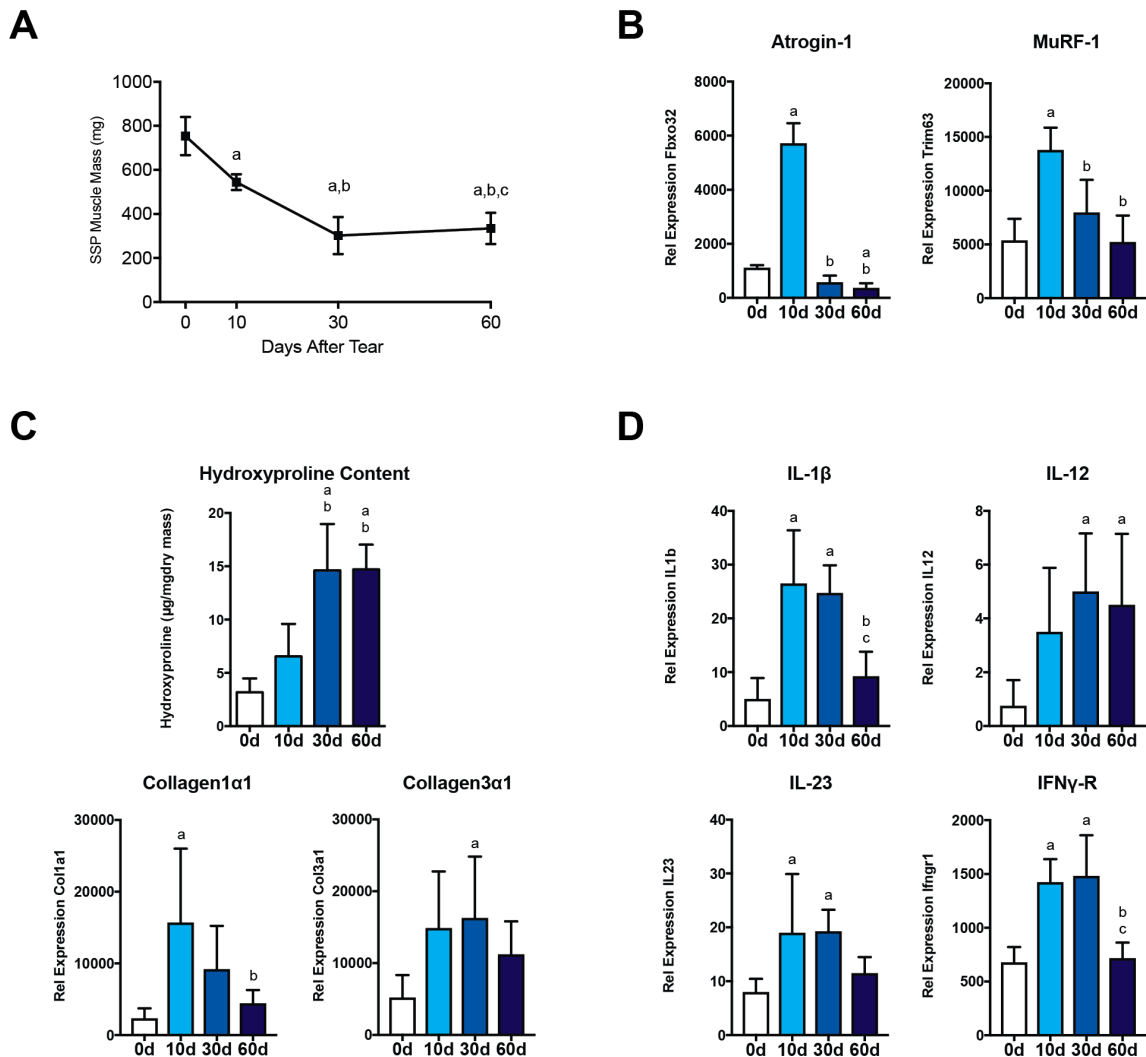 A
SSP Muscle Mass (mg)
1000
800
600
400
200
0
a
a,b
a,b,c
0 10 30 60
Days After Tear
B
Atrogin-1
Rel Expression Fbxo32
8000
6000
4000
2000
0
a
b
a
b
0d 10d 30d 60d
MuRF-1
Rel Expression Trim63
20000
15000
10000
5000
0
a
b
b
0d 10d 30d 60d
C
Hydroxyproline Content
Hydroxyproline (µg/mgdry mass)
20
15
10
5
0
a
b
a
b
0d 10d 30d 60d
Collagen1α1
Rel Expression Col1a1
30000
20000
10000
0
a
b
0d 10d 30d 60d
Collagen3α1
Rel Expression Col3a1
30000
20000
10000
0
a
0d 10d 30d 60d
D
IL-1β
Rel Expression IL1b
40
30
20
10
0
a
a
b
c
0d 10d 30d 60d
IL-12
Rel Expression IL12
8
6
4
2
0
a
a
0d 10d 30d 60d
IL-23
Rel Expression IL23
40
30
20
10
0
a
a
0d 10d 30d 60d
IFNγ-R
Rel Expression Ifngr1
2000
1500
1000
500
0
a
a
b
c
0d 10d 30d 60d